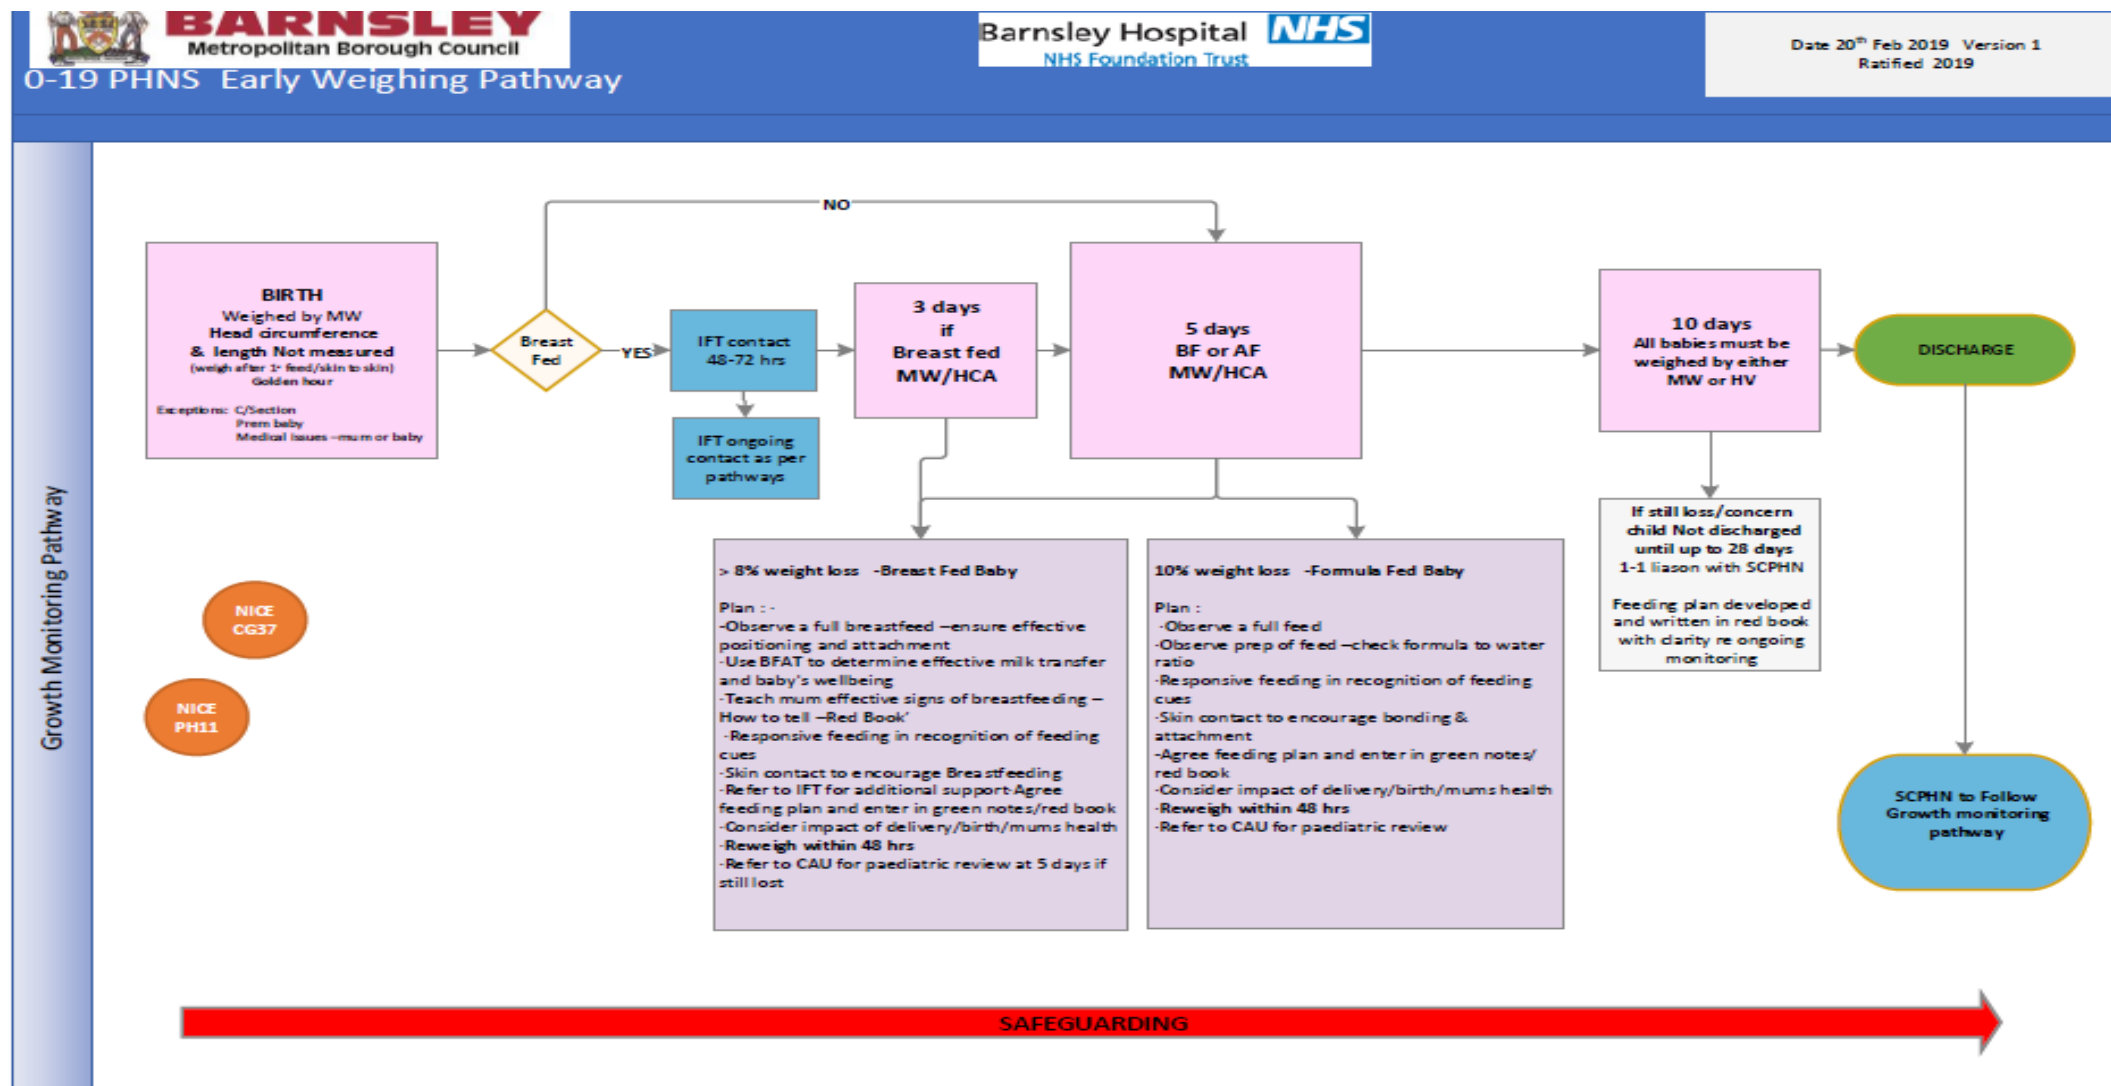 BARNSLEY
Metropolitan Borough Council
0-19 PHNS Early Weighing Pathway
Barnsley Hospital NHS
NHS Foundation Trust
Date 20th Feb 2019 Version 1
Ratified 2019
Growth Monitoring Pathway
BIRTH
Weighed by MW
Head circumference
& length Not measured
(weigh after 1st feed/skin to skin)
Golden hour
Exceptions: C/Section
Prem baby
Medical issues –mum or baby
Breast
Fed
NO
YES
IFT contact
48-72 hrs
IFT ongoing
contact as per
pathways
3 days
if
Breast fed
MW/HCA
5 days
BF or AF
MW/HCA
10 days
All babies must be
weighed by either
MW or HV
DISCHARGE
If still loss/concern
child Not discharged
until up to 28 days
1-1 liason with SCPHN
Feeding plan developed
and written in red book
with clarity re ongoing
monitoring
SCPHN to Follow
Growth monitoring
pathway
NICE
CG37
NICE
PH11
> 8% weight loss -Breast Fed Baby
Plan : -
-Observe a full breastfeed –ensure effective
positioning and attachment
-Use BFAT to determine effective milk transfer
and baby's wellbeing
-Teach mum effective signs of breastfeeding –
How to tell –Red Book'
-Responsive feeding in recognition of feeding
cues
-Skin contact to encourage Breastfeeding
-Refer to IFT for additional support-Agree
feeding plan and enter in green notes/red book
-Consider impact of delivery/birth/mums health
-Reweigh within 48 hrs
-Refer to CAU for paediatric review at 5 days if
still lost
10% weight loss -Formula Fed Baby
Plan :
-Observe a full feed
-Observe prep of feed –check formula to water
ratio
-Responsive feeding in recognition of feeding
cues
-Skin contact to encourage bonding &
attachment
-Agree feeding plan and enter in green notes/
red book
-Consider impact of delivery/birth/mums health
-Reweigh within 48 hrs
-Refer to CAU for paediatric review
SAFEGUARDING